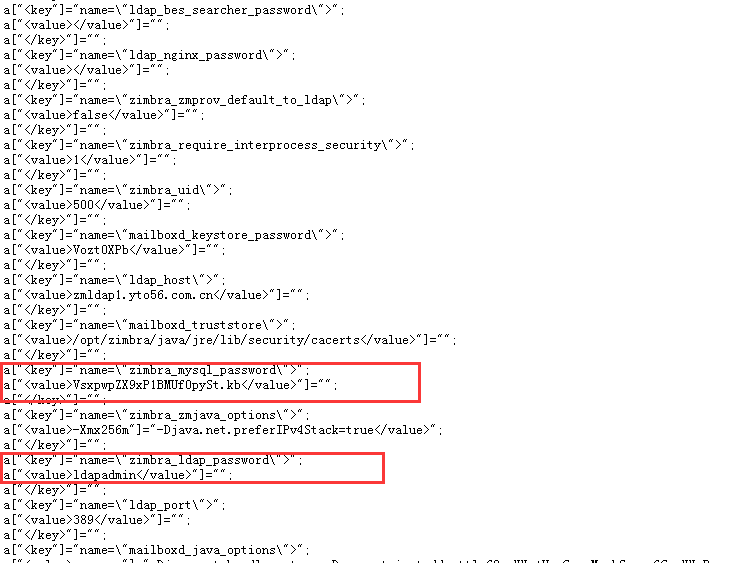 a["<key"]="name=\"ldap_bes_searcher_password\">";
a["<value></value>"]="";
a["</key>"]="";
a["<key"]="name=\"ldap_nginx_password\">";
a["<value></value>"]="";
a["</key>"]="";
a["<key"]="name=\"zimbra_zmprov_default_to_ldap\">";
a["<value>false</value>"]="";
a["</key>"]="";
a["<key"]="name=\"zimbra_require_interprocess_security\">";
a["<value>1</value>"]="";
a["</key>"]="";
a["<key"]="name=\"zimbra_uid\">";
a["<value>500</value>"]="";
a["</key>"]="";
a["<key"]="name=\"mailboxd_keystore_password\">";
a["<value>VoztOXPb</value>"]="";
a["</key>"]="";
a["<key"]="name=\"ldap_host\">";
a["<value>zmldap1.yto56.com.cn</value>"]="";
a["</key>"]="";
a["<key"]="name=\"mailboxd_truststore\">";
a["<value>/opt/zimbra/java/jre/lib/security/cacerts</value>"]="";
a["</key>"]="";
a["<key"]="name=\"zimbra_mysql_password\">";
a["<value>VsxpwpZX9xP1BMUfOpySt.kb</value>"]="";
a["</key>"]="";
a["<key"]="name=\"zimbra_zmjava_options\">";
a["<value>-Xmx256m"]="-Djava.net.preferIPv4Stack=true</value>";
a["</key>"]="";
a["<key"]="name=\"zimbra_ldap_password\">";
a["<value>ldapadmin</value>"]="";
a["</key>"]="";
a["<key"]="name=\"ldap_port\">";
a["<value>389</value>"]="";
a["</key>"]="";
a["<key"]="name=\"mailboxd_java_options\">";